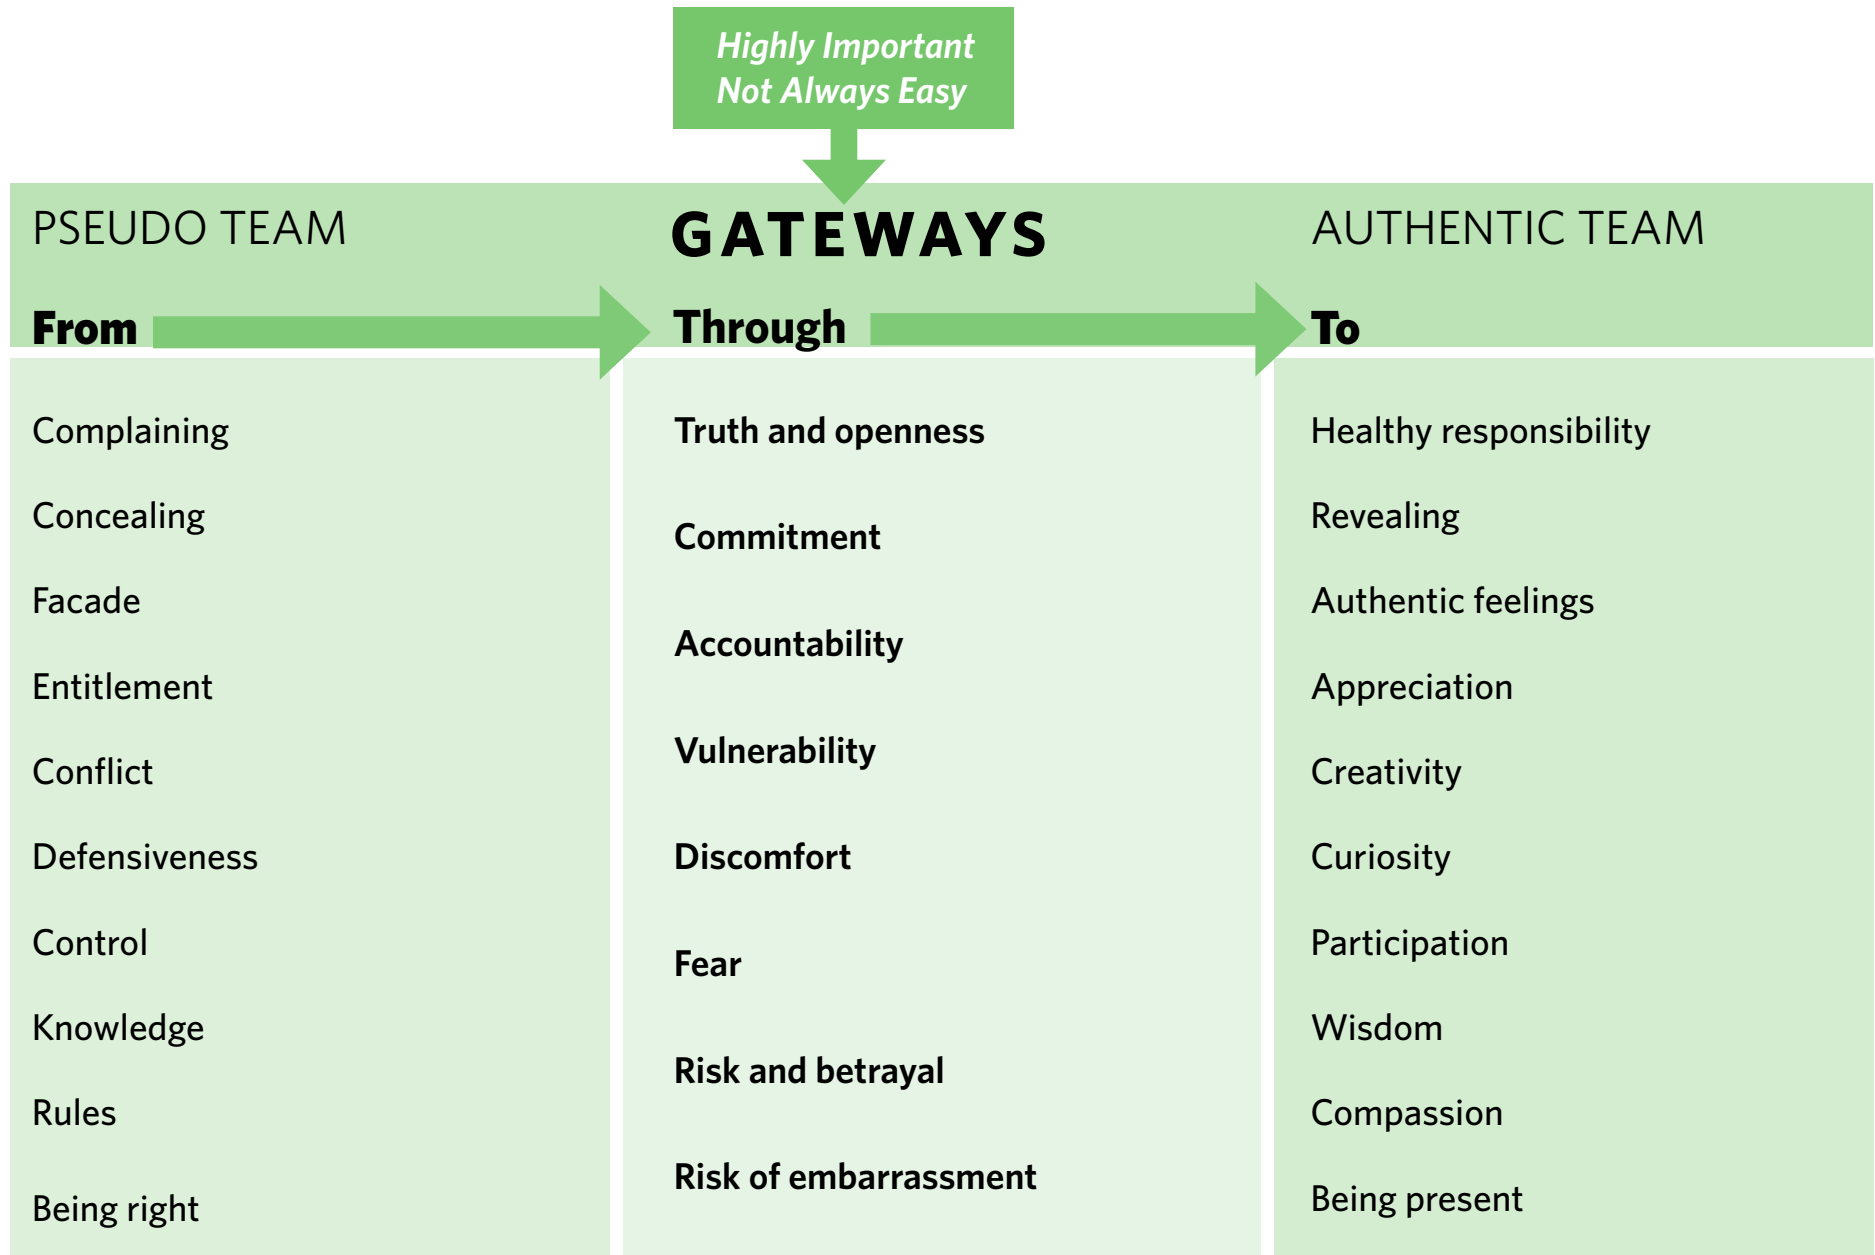 Highly Important
Not Always Easy
PSEUDO TEAM
GATEWAYS
AUTHENTIC TEAM
From
Through
To
Complaining
Concealing
Facade
Entitlement
Conflict
Defensiveness
Control
Knowledge
Rules
Being right
Truth and openness
Commitment
Accountability
Vulnerability
Discomfort
Fear
Risk and betrayal
Risk of embarrassment
Healthy responsibility
Revealing
Authentic feelings
Appreciation
Creativity
Curiosity
Participation
Wisdom
Compassion
Being present